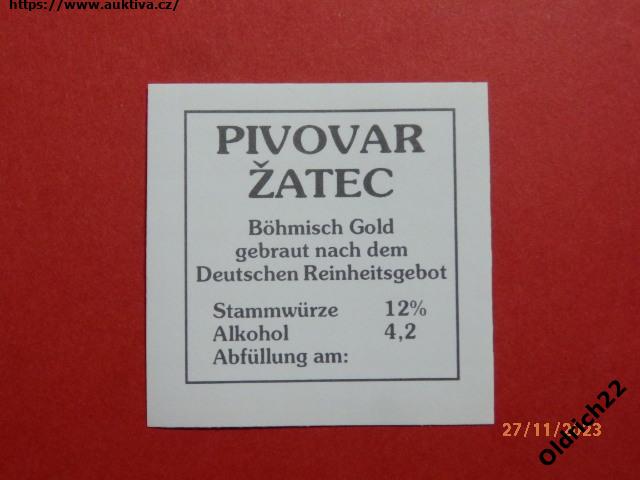 https://www.auktiva.cz/
PIVOVAR
ŽATEC
Böhmisch Gold
gebraut nach dem
Deutschen Reinheitsgebot
Stammwürze 12%
Alkohol 4,2
Abfüllung am:
27/11/2023
Oldrich22